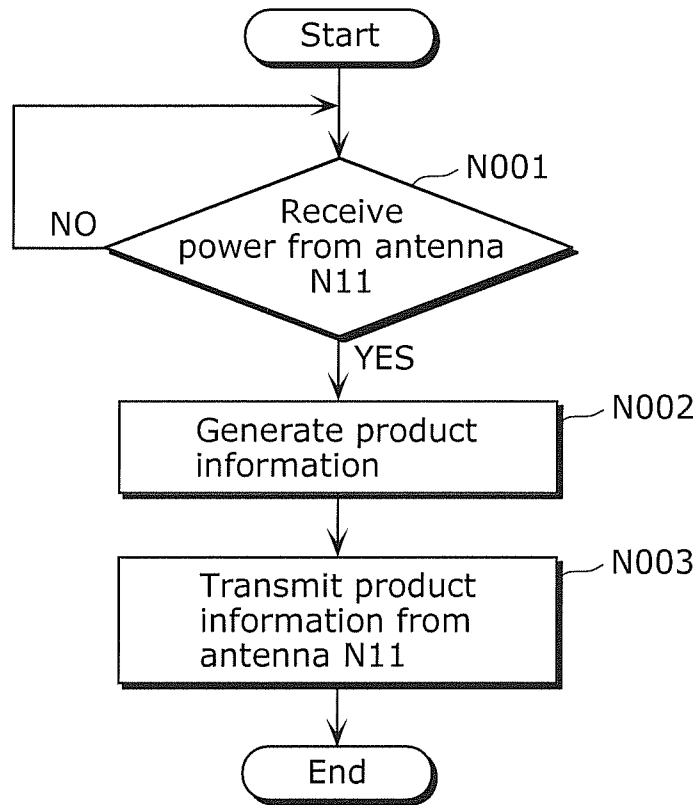 Start
N001
Receive
power from antenna
N11
NO
YES
N002
Generate product
information
N003
Transmit product
information from
antenna N11
End